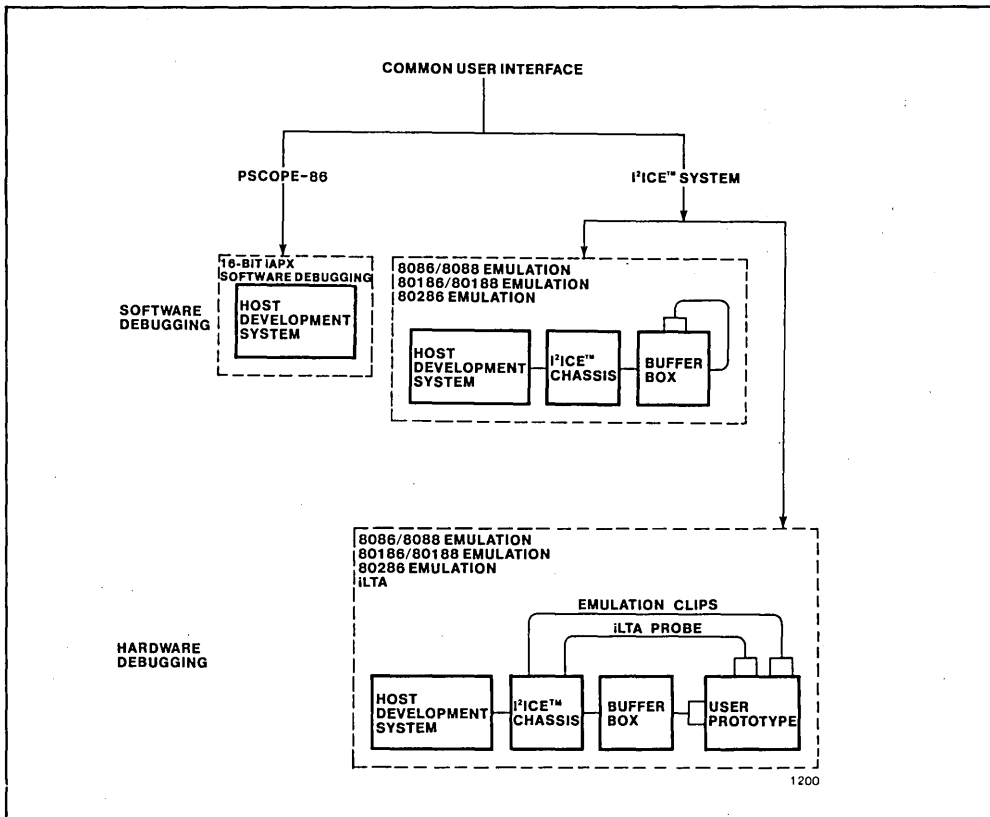 COMMON USER INTERFACE
PSCOPE-86
I²ICE™ SYSTEM
SOFTWARE
DEBUGGING
16-BIT IAPX
SOFTWARE DEBUGGING
HOST
DEVELOPMENT
SYSTEM
8086/8088 EMULATION
80186/80188 EMULATION
80286 EMULATION
HOST
DEVELOPMENT
SYSTEM
I²ICE™
CHASSIS
BUFFER
BOX
HARDWARE
DEBUGGING
8086/8088 EMULATION
80186/80188 EMULATION
80286 EMULATION
iLTA
EMULATION CLIPS
iLTA PROBE
HOST
DEVELOPMENT
SYSTEM
I²ICE™
CHASSIS
BUFFER
BOX
USER
PROTOTYPE
1200